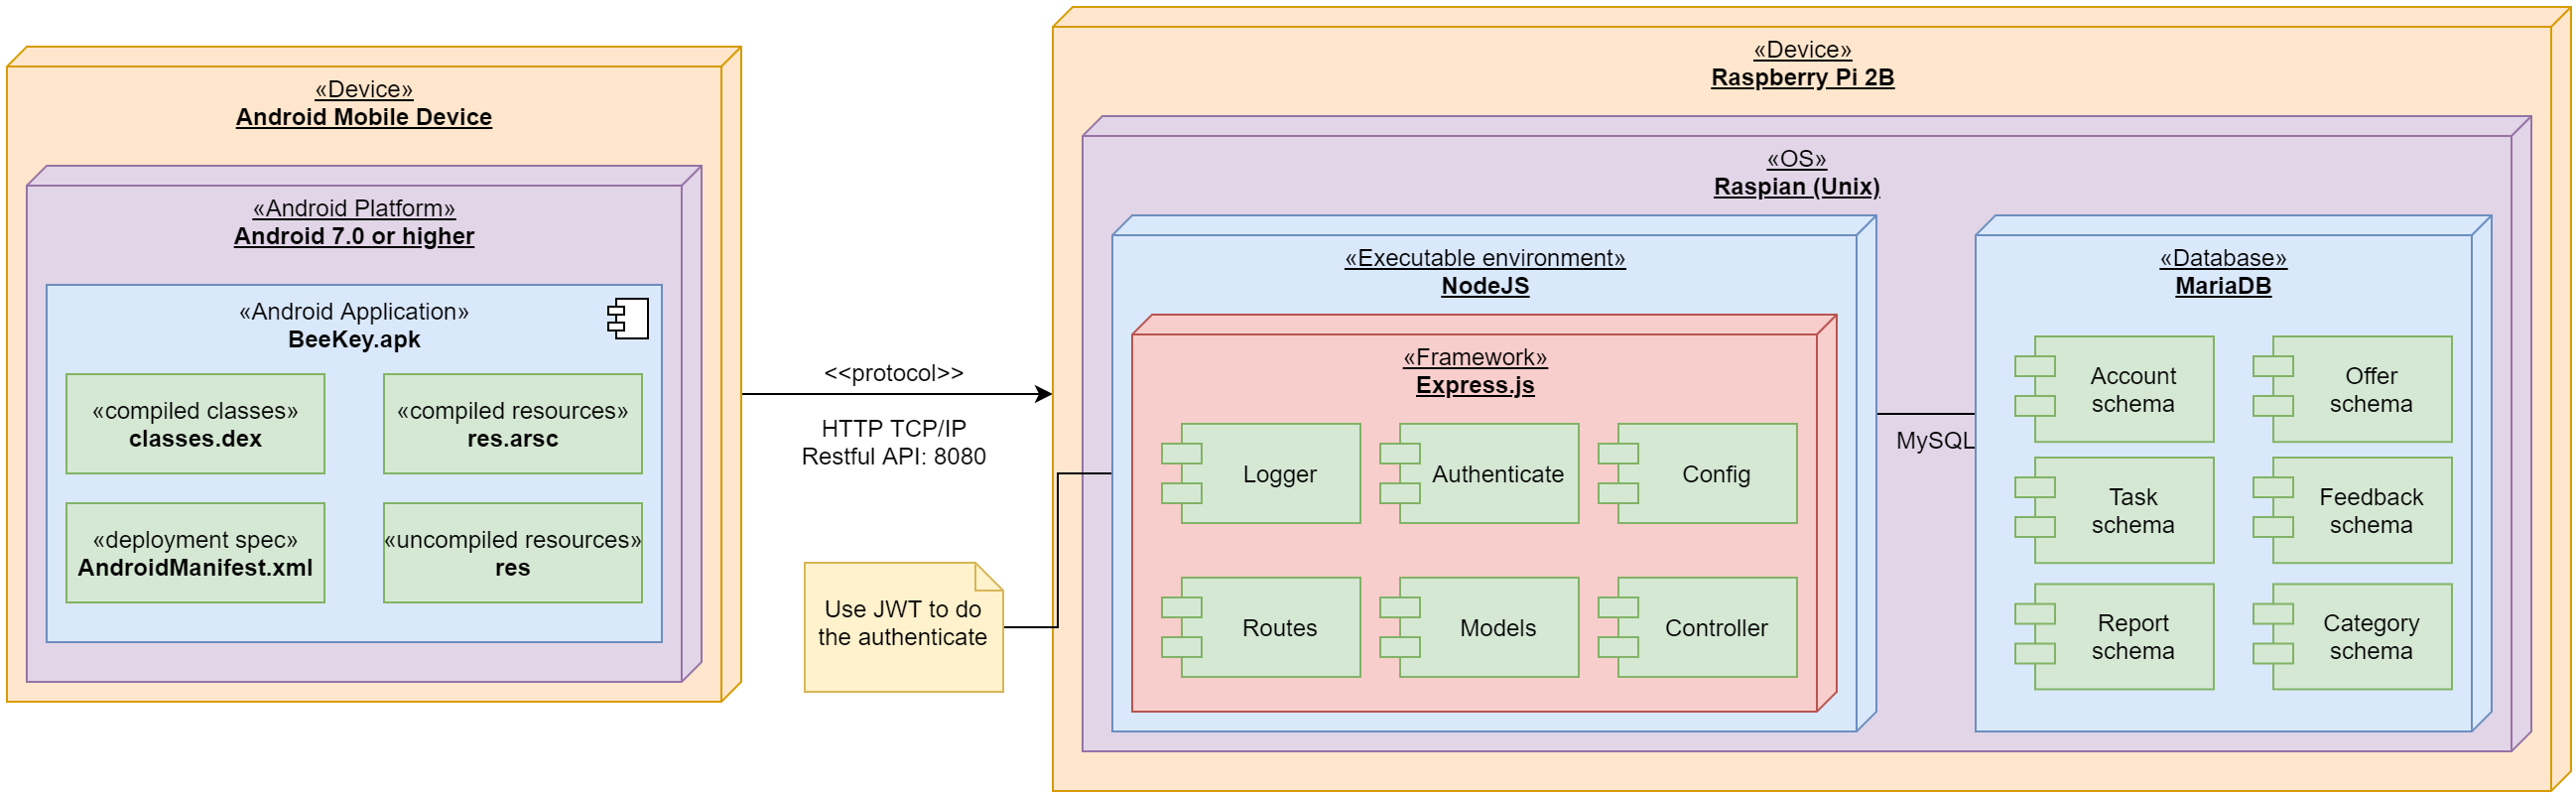 «Device»
Android Mobile Device
«Android Platform»
Android 7.0 or higher
«Android Application»
BeeKey.apk
«compiled classes»
classes.dex
«compiled resources»
res.arsc
«deployment spec»
AndroidManifest.xml
«uncompiled resources»
res
<<protocol>>
HTTP TCP/IP
Restful API: 8080
Use JWT to do
the authenticate
«Device»
Raspberry Pi 2B
«OS»
Raspian (Unix)
«Executable environment»
NodeJS
«Framework»
Express.js
Logger
Authenticate
Config
Routes
Models
Controller
MySQL
«Database»
MariaDB
Account
schema
Offer
schema
Task
schema
Feedback
schema
Report
schema
Category
schema